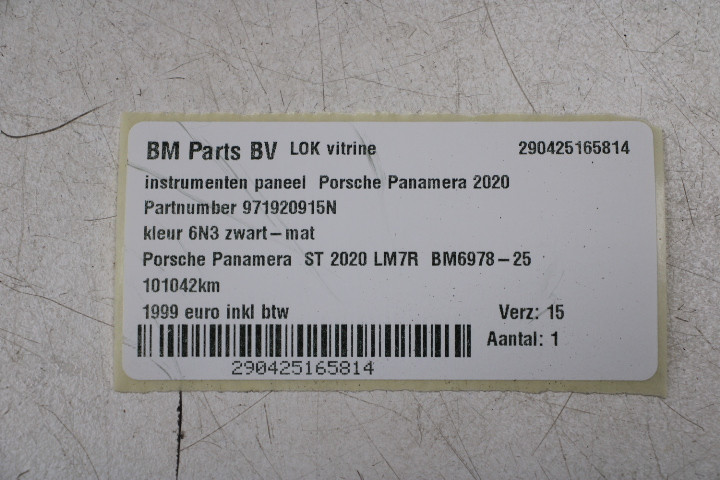 BM Parts BV LOK vitrine 290425165814
instrumenten paneel Porsche Panamera 2020
Partnumber 971920915N
kleur 6N3 zwart-mat
Porsche Panamera ST 2020 LM7R BM6978-25
101042km
1999 euro inkl btw Verz: 15
Aantal: 1
290425165814